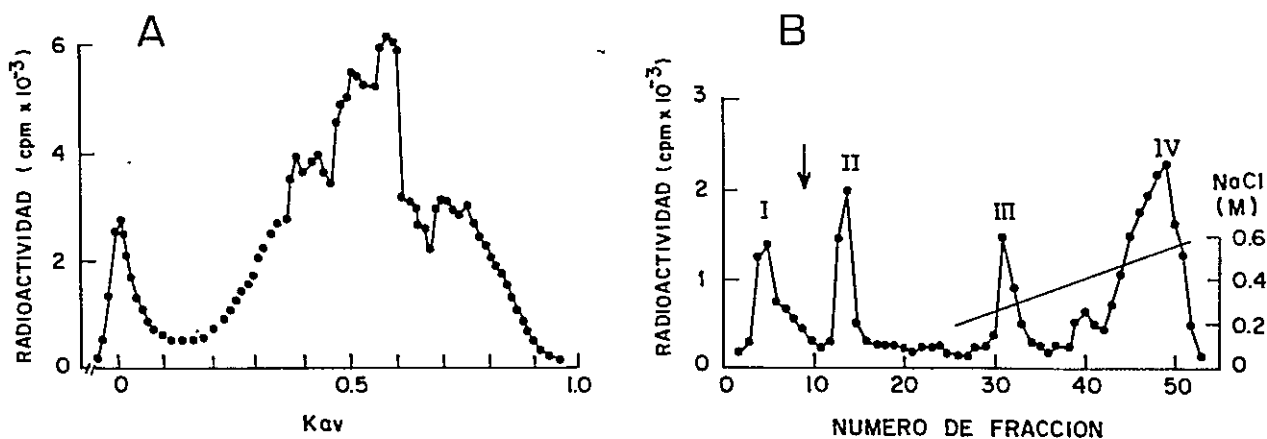 A
RADIOACTIVIDAD (cpm x 10⁻³)
6
4
2
0
0
0.5
1.0
Kav
B
RADIOACTIVIDAD (cpm x 10⁻³)
3
2
1
0
I
II
III
IV
NaCl
(M)
0.6
0.4
0.2
0
0
10
20
30
40
50
NUMERO DE FRACCION